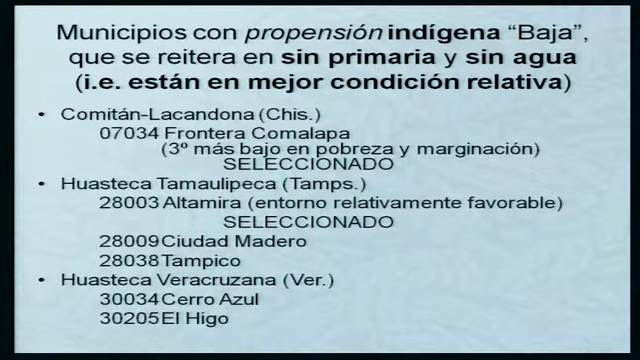 Municipios con propensión indígena “Baja”,
que se reitera en sin primaria y sin agua
(i.e. están en mejor condición relativa)
• Comitán-Lacandona (Chis.)
07034 Frontera Comalapa
(3º más bajo en pobreza y marginación)
SELECCIONADO
• Huasteca Tamaulipeca (Tamps.)
28003 Altamira (entorno relativamente favorable)
SELECCIONADO
28009 Ciudad Madero
28038 Tampico
• Huasteca Veracruzana (Ver.)
30034 Cerro Azul
30205 El Higo